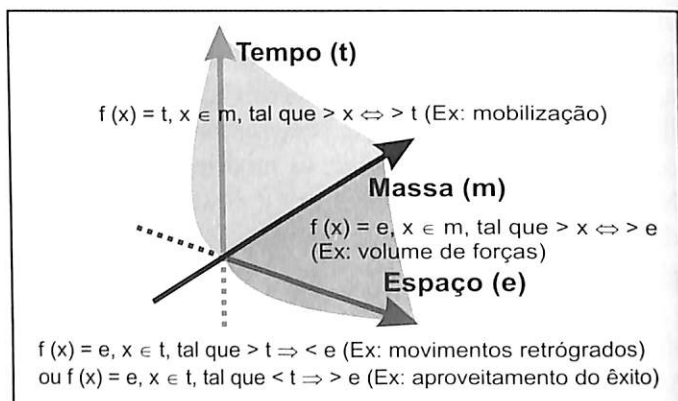 Tempo (t)
f (x) = t, x ∈ m, tal que > x ⇔ > t (Ex: mobilização)
Massa (m)
f (x) = e, x ∈ m, tal que > x ⇔ > e
(Ex: volume de forças)
Espaço (e)
f (x) = e, x ∈ t, tal que > t ⇒ < e (Ex: movimentos retrógrados)
ou f (x) = e, x ∈ t, tal que < t ⇒ > e (Ex: aproveitamento do êxito)